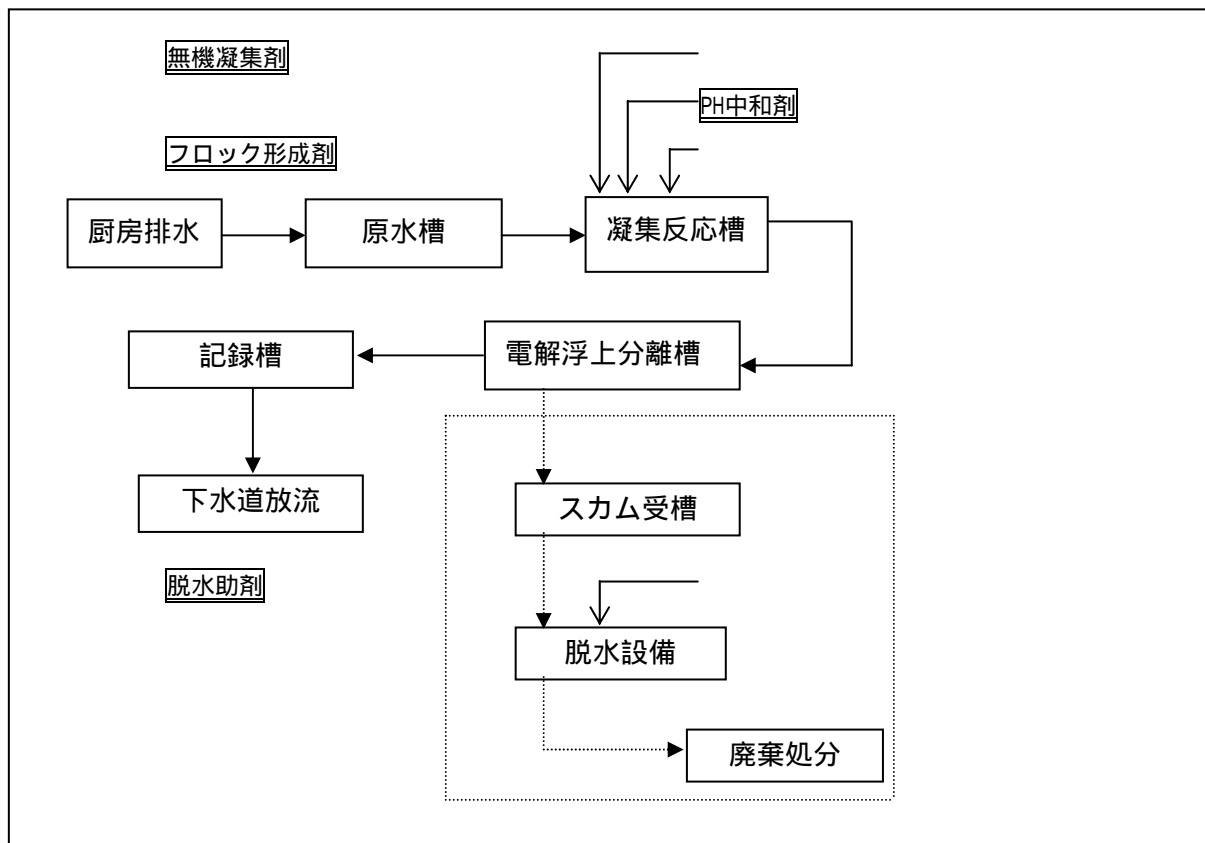 無機凝集剤
PH中和剤
フロック形成剤
厨房排水
原水槽
凝集反応槽
記録槽
電解浮上分離槽
下水道放流
スカム受槽
脱水助剤
脱水設備
廃棄処分